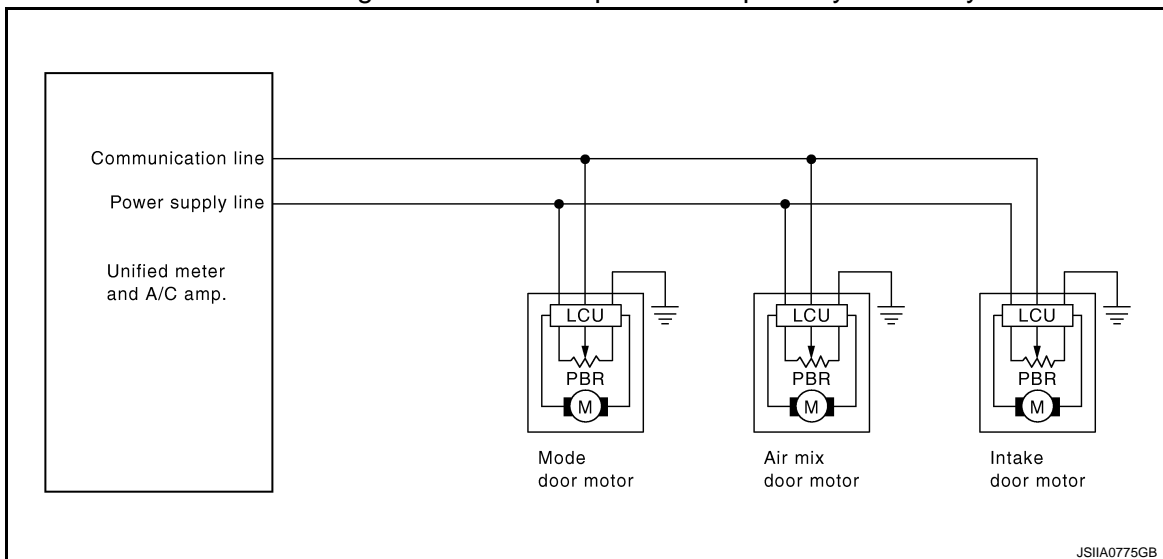 Communication line
Power supply line
Unified meter
and A/C amp.
LCU
PBR
M
LCU
PBR
M
LCU
PBR
M
Mode
door motor
Air mix
door motor
Intake
door motor
JSIIA0775GB